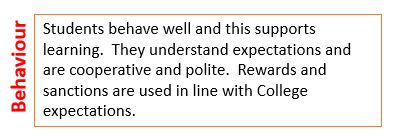 Behaviour
Students behave well and this supports
learning.  They understand expectations and
are cooperative and polite.  Rewards and
sanctions are used in line with College
expectations.